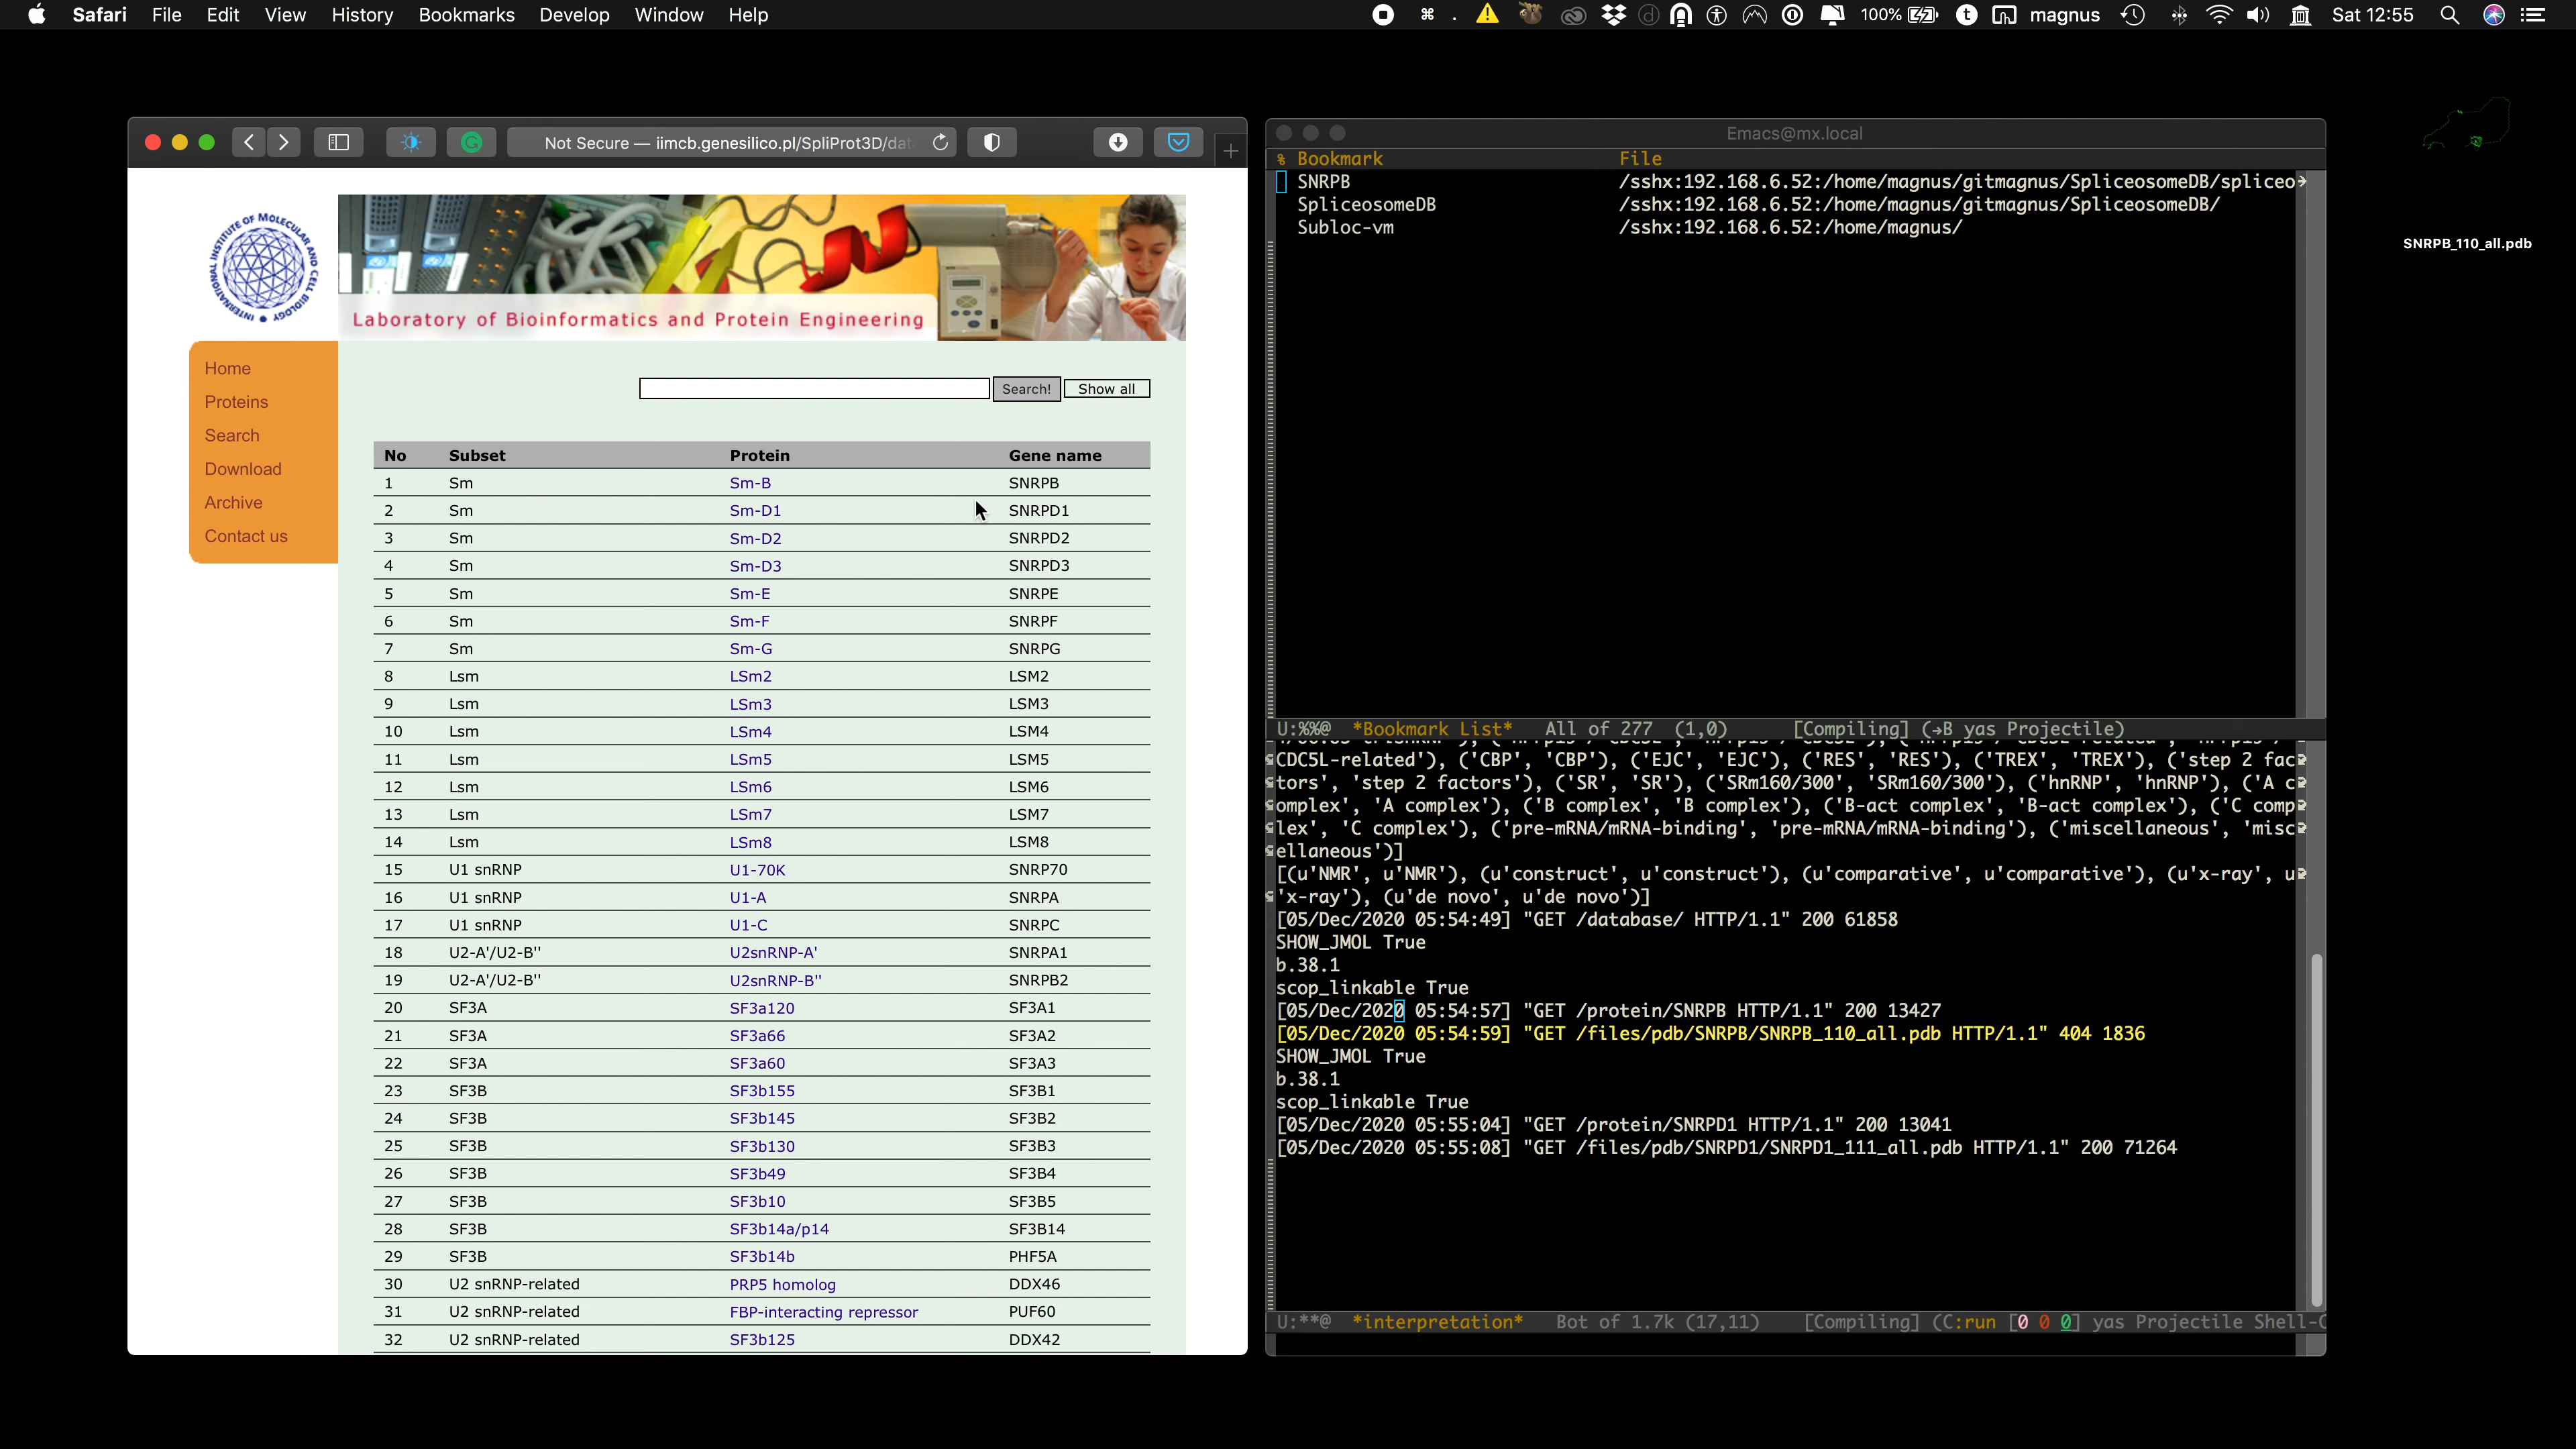 Safari File Edit View History Bookmarks Develop Window Help
100% magnus Sat 12:55
Not Secure — iimcb.genesilico.pl/SpliProt3D/dat
INTERNATIONAL INSTITUTE OF MOLECULAR AND CELL BIOLOGY
Laboratory of Bioinformatics and Protein Engineering
Home
Proteins
Search
Download
Archive
Contact us
Search! Show all
No Subset Protein Gene name
1 Sm Sm-B SNRPB
2 Sm Sm-D1 SNRPD1
3 Sm Sm-D2 SNRPD2
4 Sm Sm-D3 SNRPD3
5 Sm Sm-E SNRPE
6 Sm Sm-F SNRPF
7 Sm Sm-G SNRPG
8 Lsm LSm2 LSM2
9 Lsm LSm3 LSM3
10 Lsm LSm4 LSM4
11 Lsm LSm5 LSM5
12 Lsm LSm6 LSM6
13 Lsm LSm7 LSM7
14 Lsm LSm8 LSM8
15 U1 snRNP U1-70K SNRP70
16 U1 snRNP U1-A SNRPA
17 U1 snRNP U1-C SNRPC
18 U2-A'/U2-B'' U2snRNP-A' SNRPA1
19 U2-A'/U2-B'' U2snRNP-B'' SNRPB2
20 SF3A SF3a120 SF3A1
21 SF3A SF3a66 SF3A2
22 SF3A SF3a60 SF3A3
23 SF3B SF3b155 SF3B1
24 SF3B SF3b145 SF3B2
25 SF3B SF3b130 SF3B3
26 SF3B SF3b49 SF3B4
27 SF3B SF3b10 SF3B5
28 SF3B SF3b14a/p14 SF3B14
29 SF3B SF3b14b PHF5A
30 U2 snRNP-related PRP5 homolog DDX46
31 U2 snRNP-related FBP-interacting repressor PUF60
32 U2 snRNP-related SF3b125 DDX42
Emacs@mx.local
% Bookmark File
SNRPB /sshx:192.168.6.52:/home/magnus/gitmagnus/SpliceosomeDB/spliceo
SpliceosomeDB /sshx:192.168.6.52:/home/magnus/gitmagnus/SpliceosomeDB/
Subloc-vm /sshx:192.168.6.52:/home/magnus/
U:%%@ *Bookmark List* All of 277 (1,0) [Compiling] (→B yas Projectile)
CDC5L-related'), ('CBP', 'CBP'), ('EJC', 'EJC'), ('RES', 'RES'), ('TREX', 'TREX'), ('step 2 fac
tors', 'step 2 factors'), ('SR', 'SR'), ('SRm160/300', 'SRm160/300'), ('hnRNP', 'hnRNP'), ('A c
omplex', 'A complex'), ('B complex', 'B complex'), ('B-act complex', 'B-act complex'), ('C comp
lex', 'C complex'), ('pre-mRNA/mRNA-binding', 'pre-mRNA/mRNA-binding'), ('miscellaneous', 'misc
ellaneous')]
[(u'NMR', u'NMR'), (u'construct', u'construct'), (u'comparative', u'comparative'), (u'x-ray', u
'x-ray'), (u'de novo', u'de novo')]
[05/Dec/2020 05:54:49] "GET /database/ HTTP/1.1" 200 61858
SHOW_JMOL True
b.38.1
scop_linkable True
[05/Dec/2020 05:54:57] "GET /protein/SNRPB HTTP/1.1" 200 13427
[05/Dec/2020 05:54:59] "GET /files/pdb/SNRPB/SNRPB_110_all.pdb HTTP/1.1" 404 1836
SHOW_JMOL True
b.38.1
scop_linkable True
[05/Dec/2020 05:55:04] "GET /protein/SNRPD1 HTTP/1.1" 200 13041
[05/Dec/2020 05:55:08] "GET /files/pdb/SNRPD1/SNRPD1_111_all.pdb HTTP/1.1" 200 71264
U:**@ *interpretation* Bot of 1.7k (17,11) [Compiling] (C:run [0 0 0] yas Projectile Shell-C
SNRPB_110_all.pdb